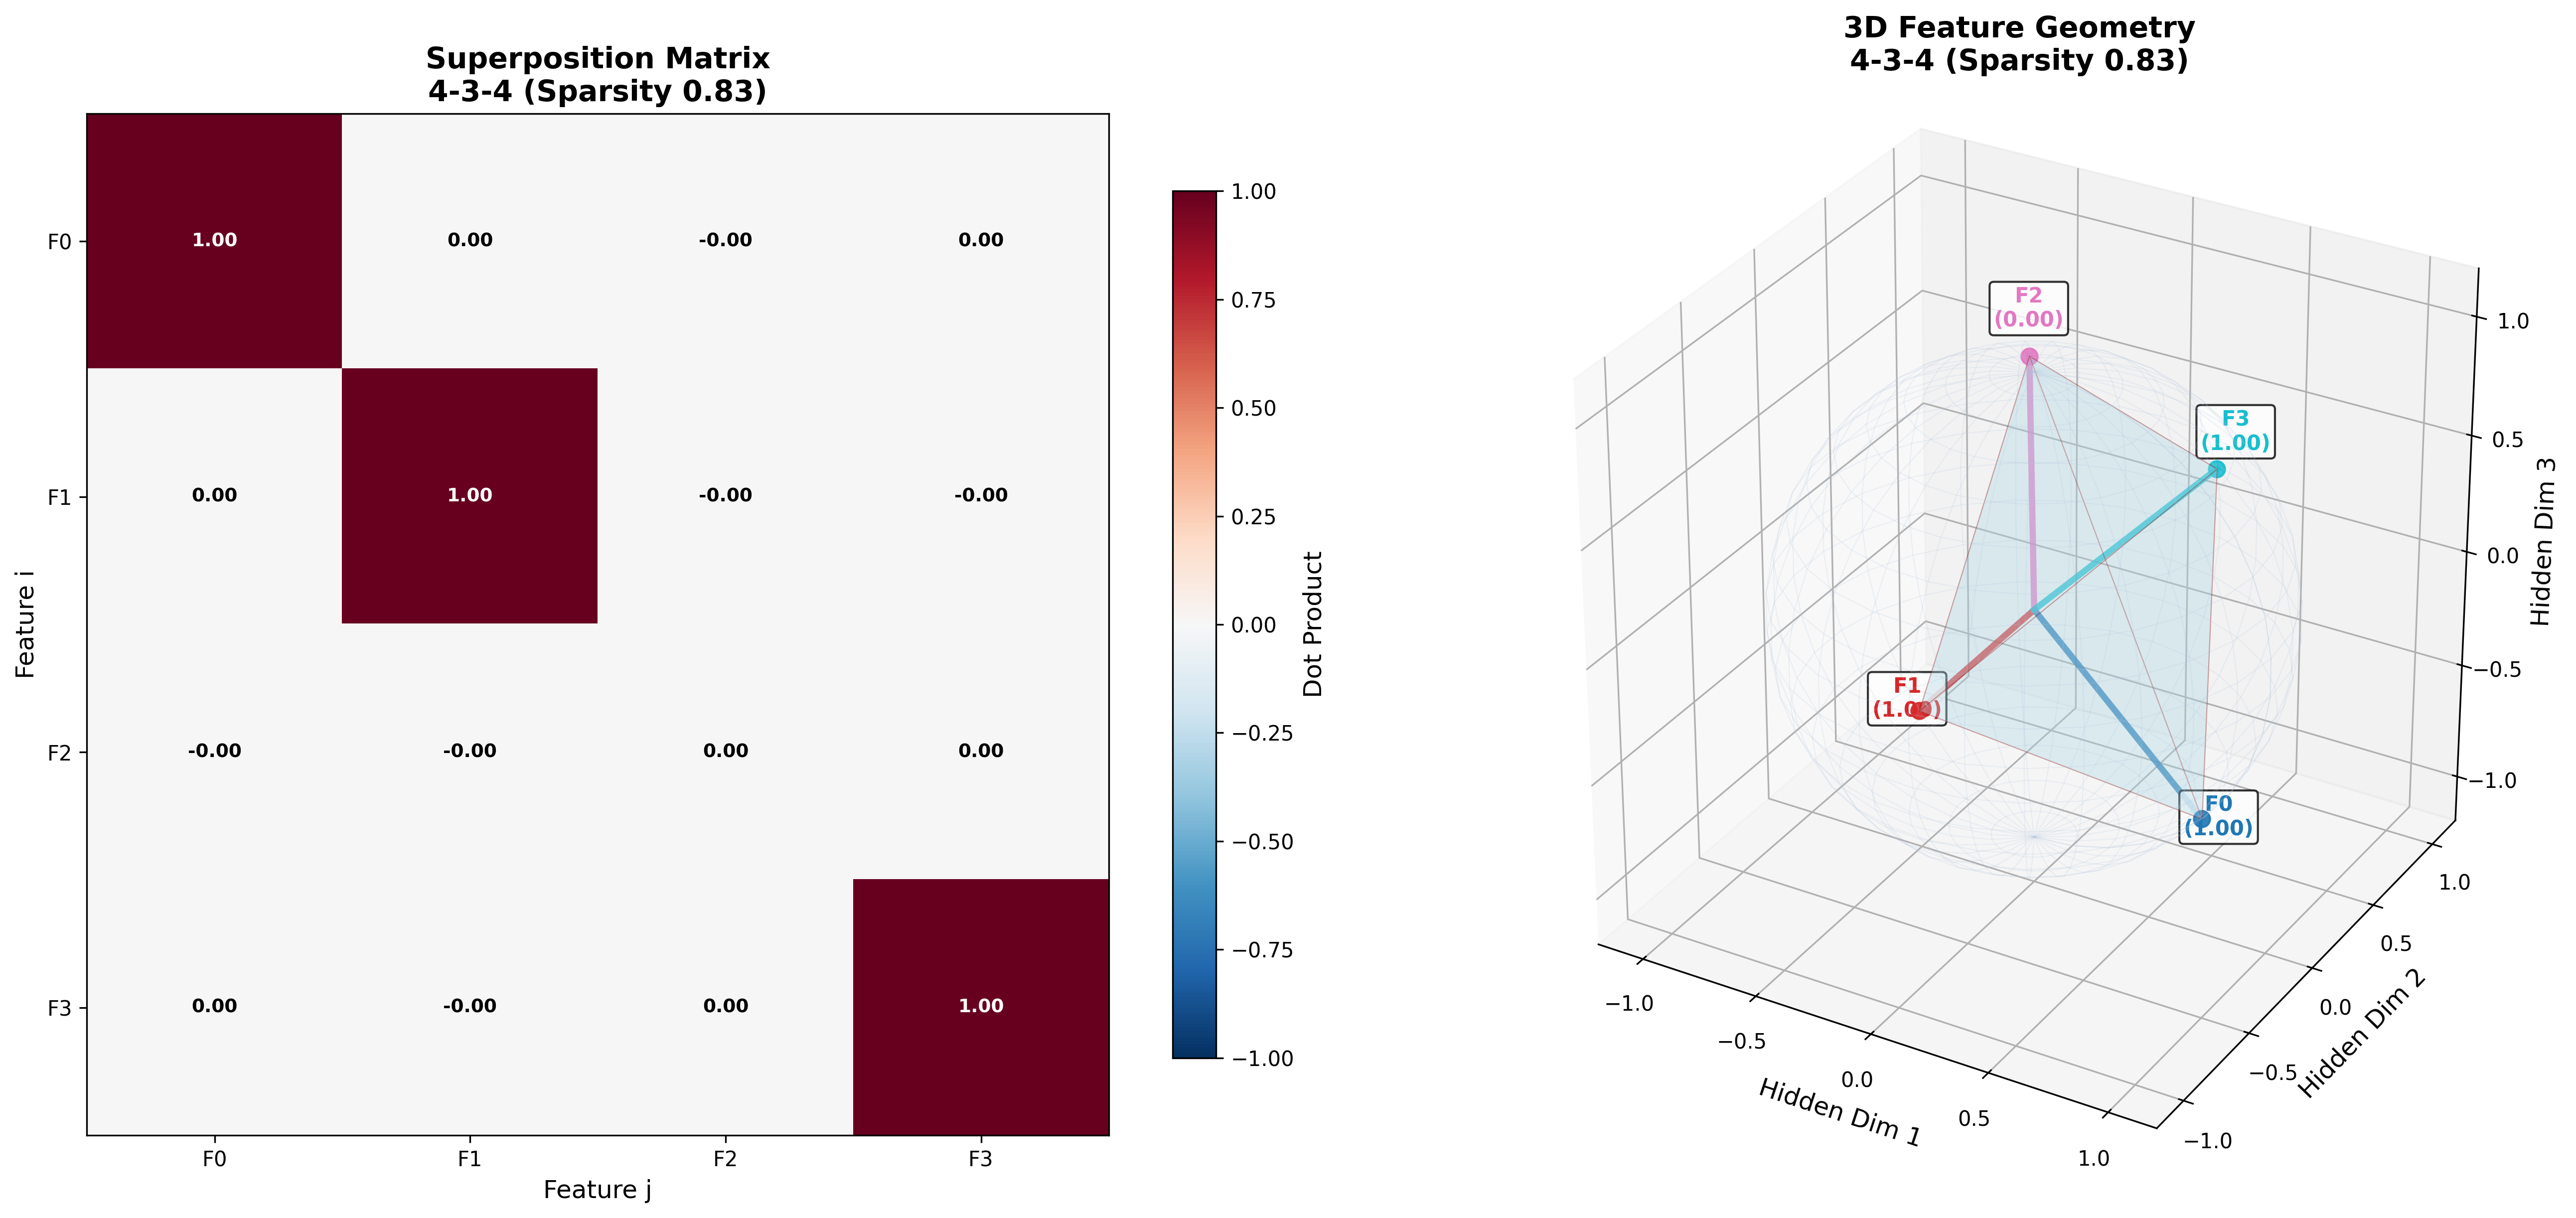 Superposition Matrix
4-3-4 (Sparsity 0.83)
Feature i
F0
F1
F2
F3
1.00 0.00 -0.00 0.00
0.00 1.00 -0.00 -0.00
-0.00 -0.00 0.00 0.00
0.00 -0.00 0.00 1.00
F0 F1 F2 F3
Feature j
1.00
0.75
0.50
0.25
0.00
−0.25
−0.50
−0.75
−1.00
Dot Product
3D Feature Geometry
4-3-4 (Sparsity 0.83)
F2
(0.00)
F3
(1.00)
F1
(1.00)
F0
(1.00)
1.0
0.5
0.0
−0.5
−1.0
Hidden Dim 3
1.0
0.5
0.0
−0.5
−1.0
Hidden Dim 2
−1.0
−0.5
0.0
0.5
1.0
Hidden Dim 1